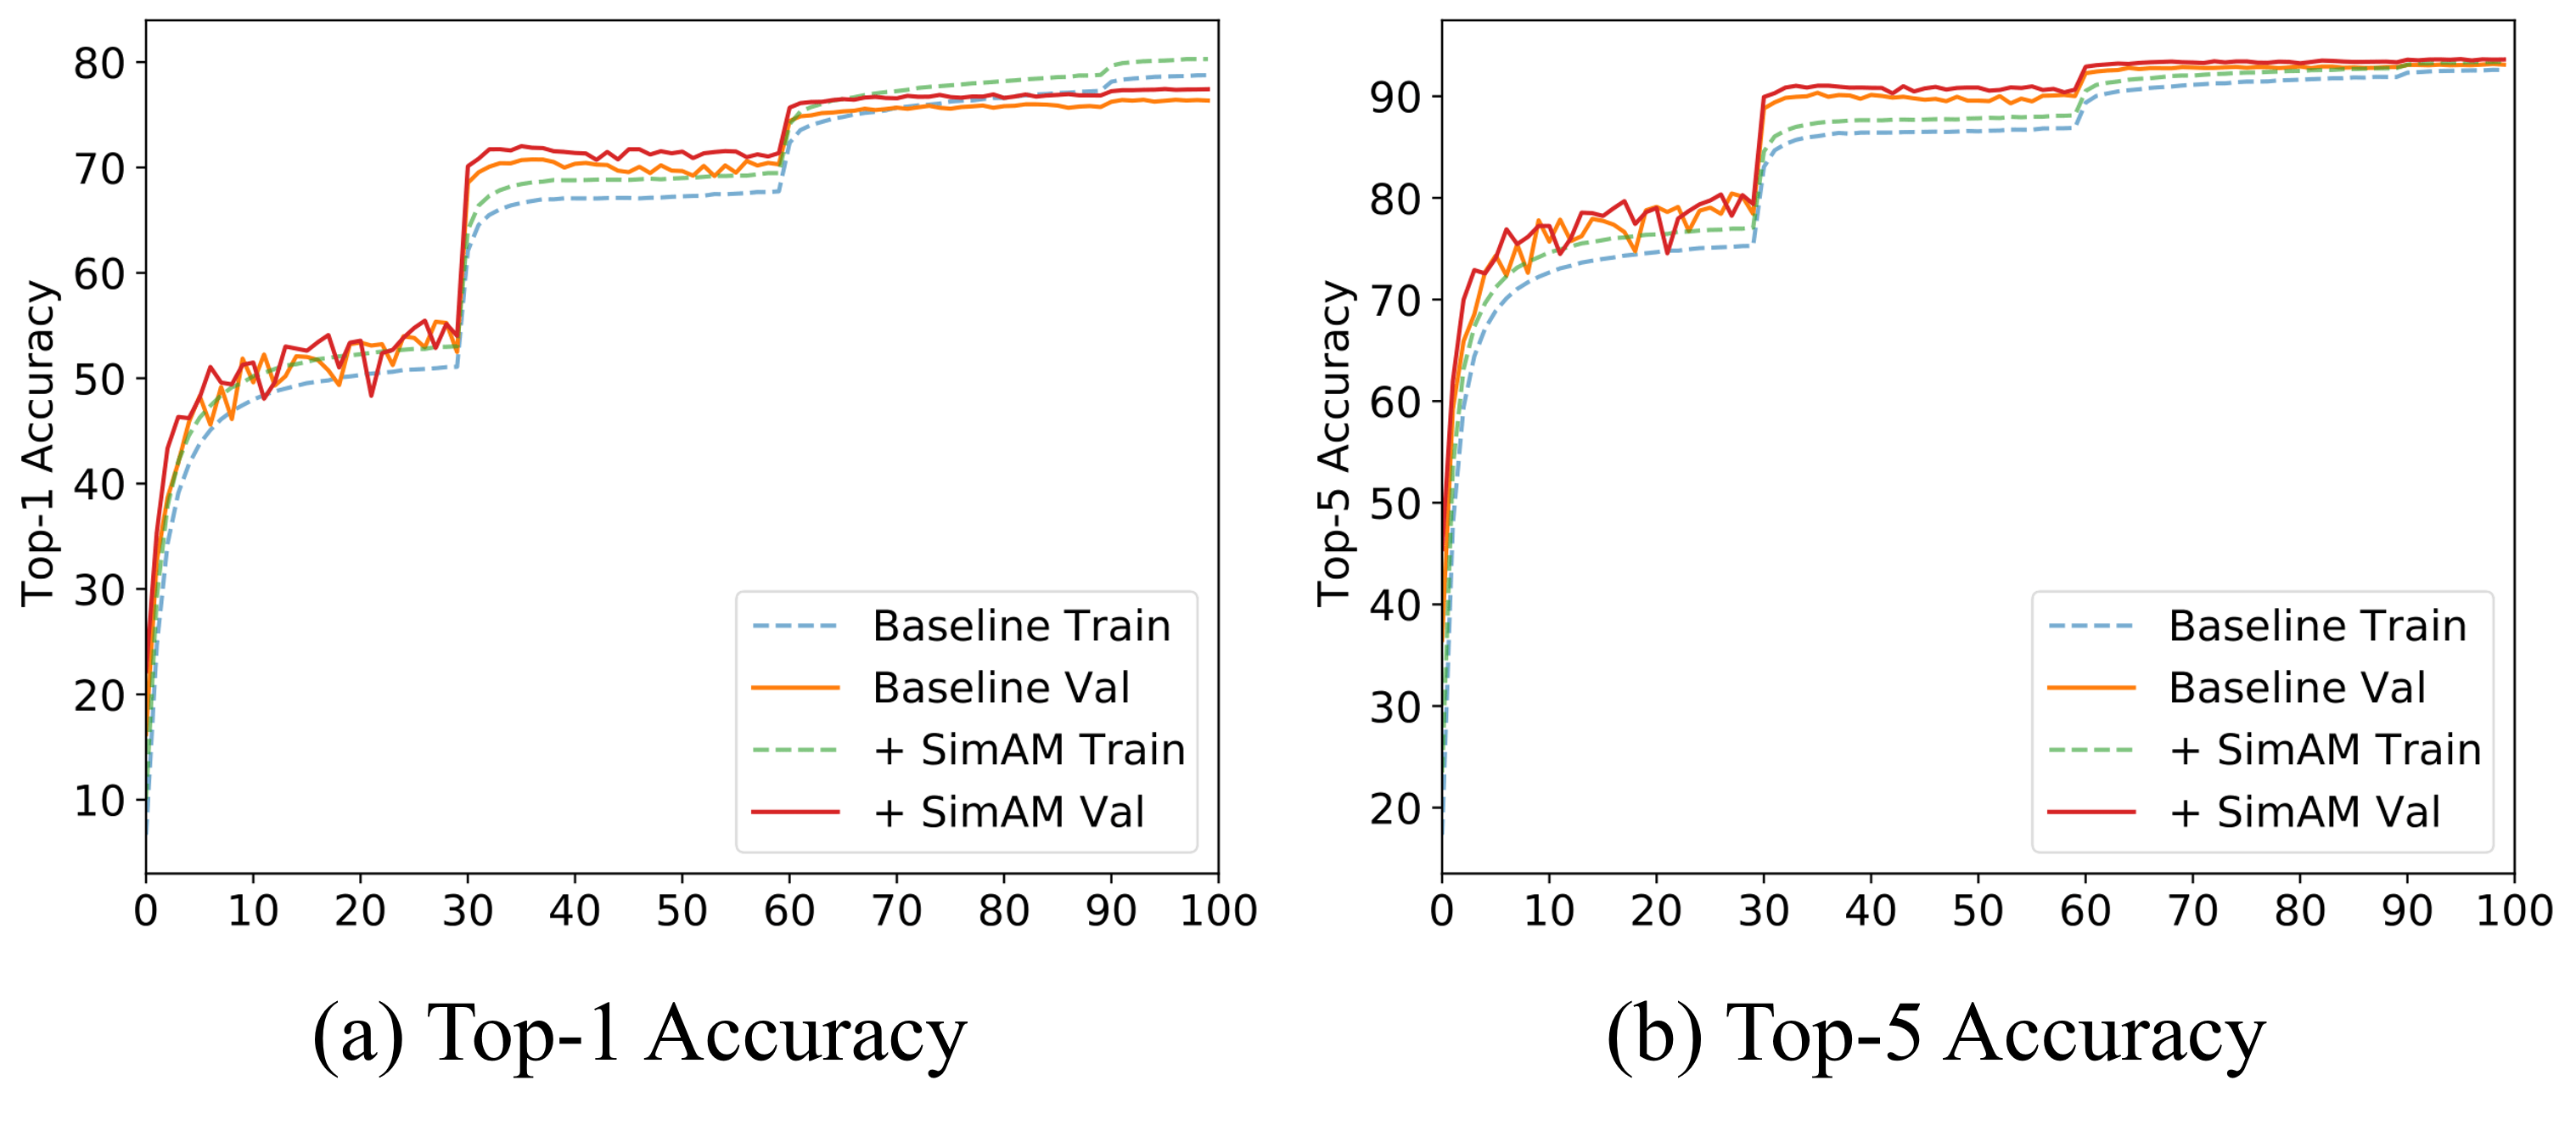 80
70
60
50
40
30
20
10
Top-1 Accuracy
Baseline Train
Baseline Val
+ SimAM Train
+ SimAM Val
0 10 20 30 40 50 60 70 80 90 100
(a) Top-1 Accuracy
90
80
70
60
50
40
30
20
Top-5 Accuracy
Baseline Train
Baseline Val
+ SimAM Train
+ SimAM Val
0 10 20 30 40 50 60 70 80 90 100
(b) Top-5 Accuracy